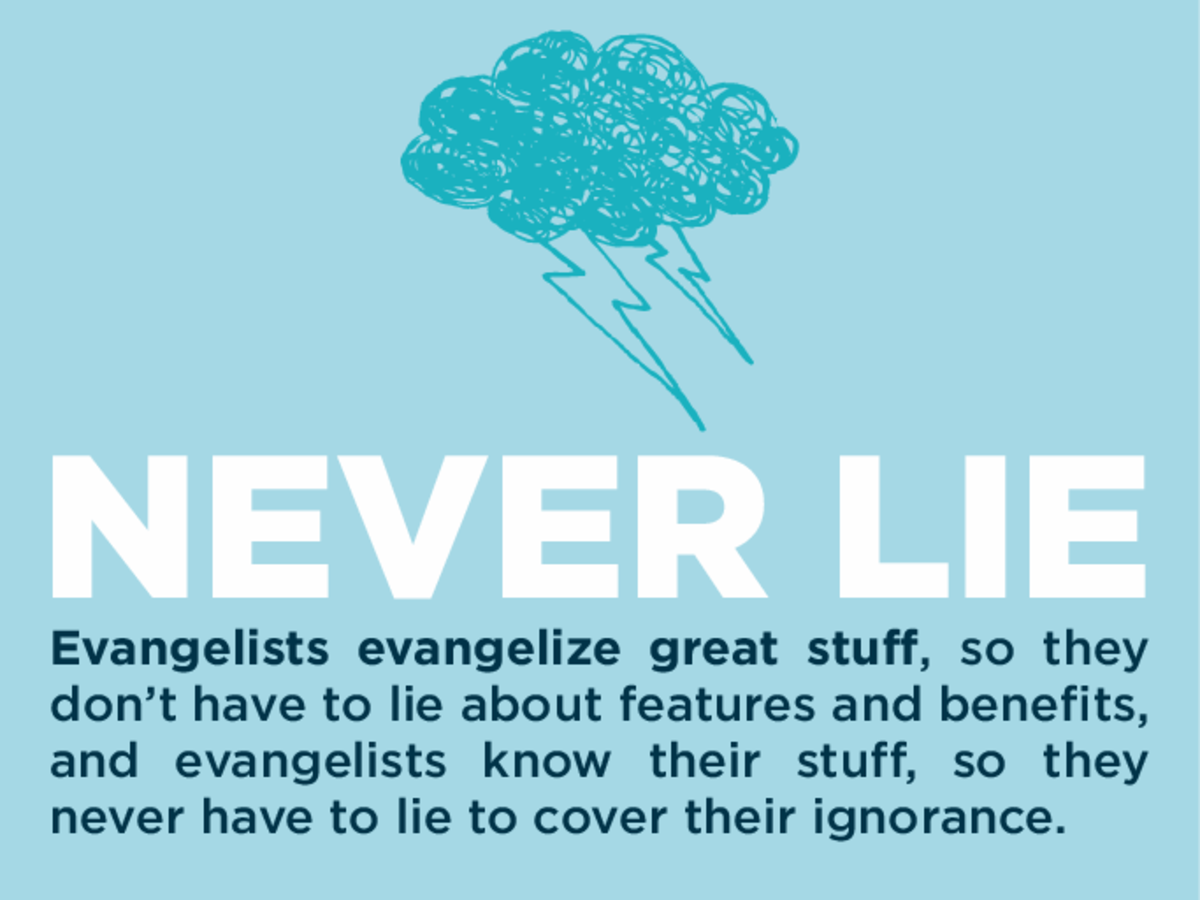 NEVER LIE
Evangelists evangelize great stuff, so they
don’t have to lie about features and benefits,
and evangelists know their stuff, so they
never have to lie to cover their ignorance.